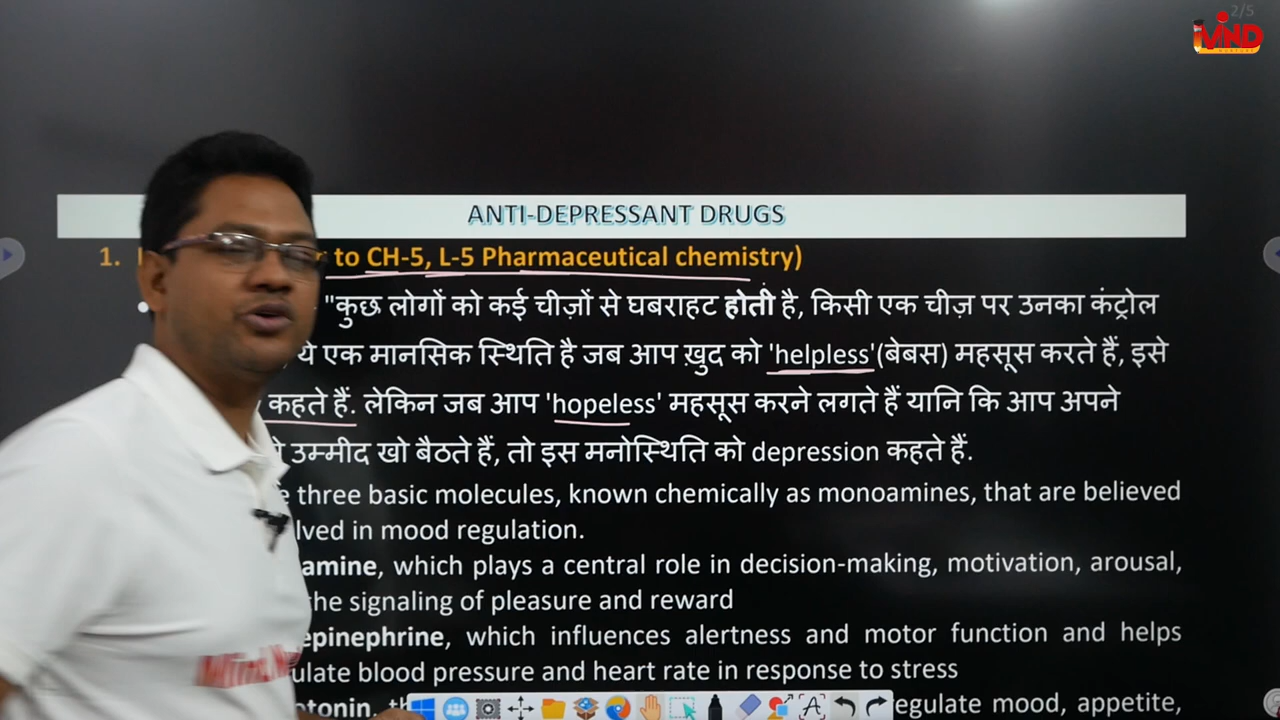 2/5
MIND
ANTI-DEPRESSANT DRUGS
1. to CH-5, L-5 Pharmaceutical chemistry)
"कुछ लोगों को कई चीज़ों से घबराहट होती है, किसी एक चीज़ पर उनका कंट्रोल
ये एक मानसिक स्थिति है जब आप ख़ुद को 'helpless'(बेबस) महसूस करते हैं, इसे
कहते हैं. लेकिन जब आप 'hopeless' महसूस करने लगते हैं यानि कि आप अपने
उम्मीद खो बैठते हैं, तो इस मनोस्थिति को depression कहते हैं.
three basic molecules, known chemically as monoamines, that are believed
lved in mood regulation.
amine, which plays a central role in decision-making, motivation, arousal,
the signaling of pleasure and reward
epinephrine, which influences alertness and motor function and helps
ulate blood pressure and heart rate in response to stress
otonin, egulate mood, appetite,